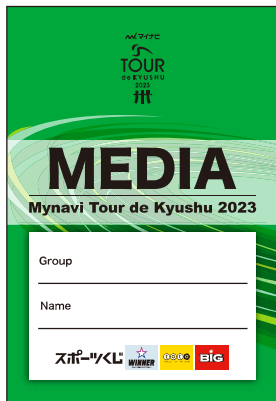 マイナビ
TOUR
de KYUSHU
2023
MEDIA
Mynavi Tour de Kyushu 2023
Group
Name
スポーツくじ WINNER toto BIG